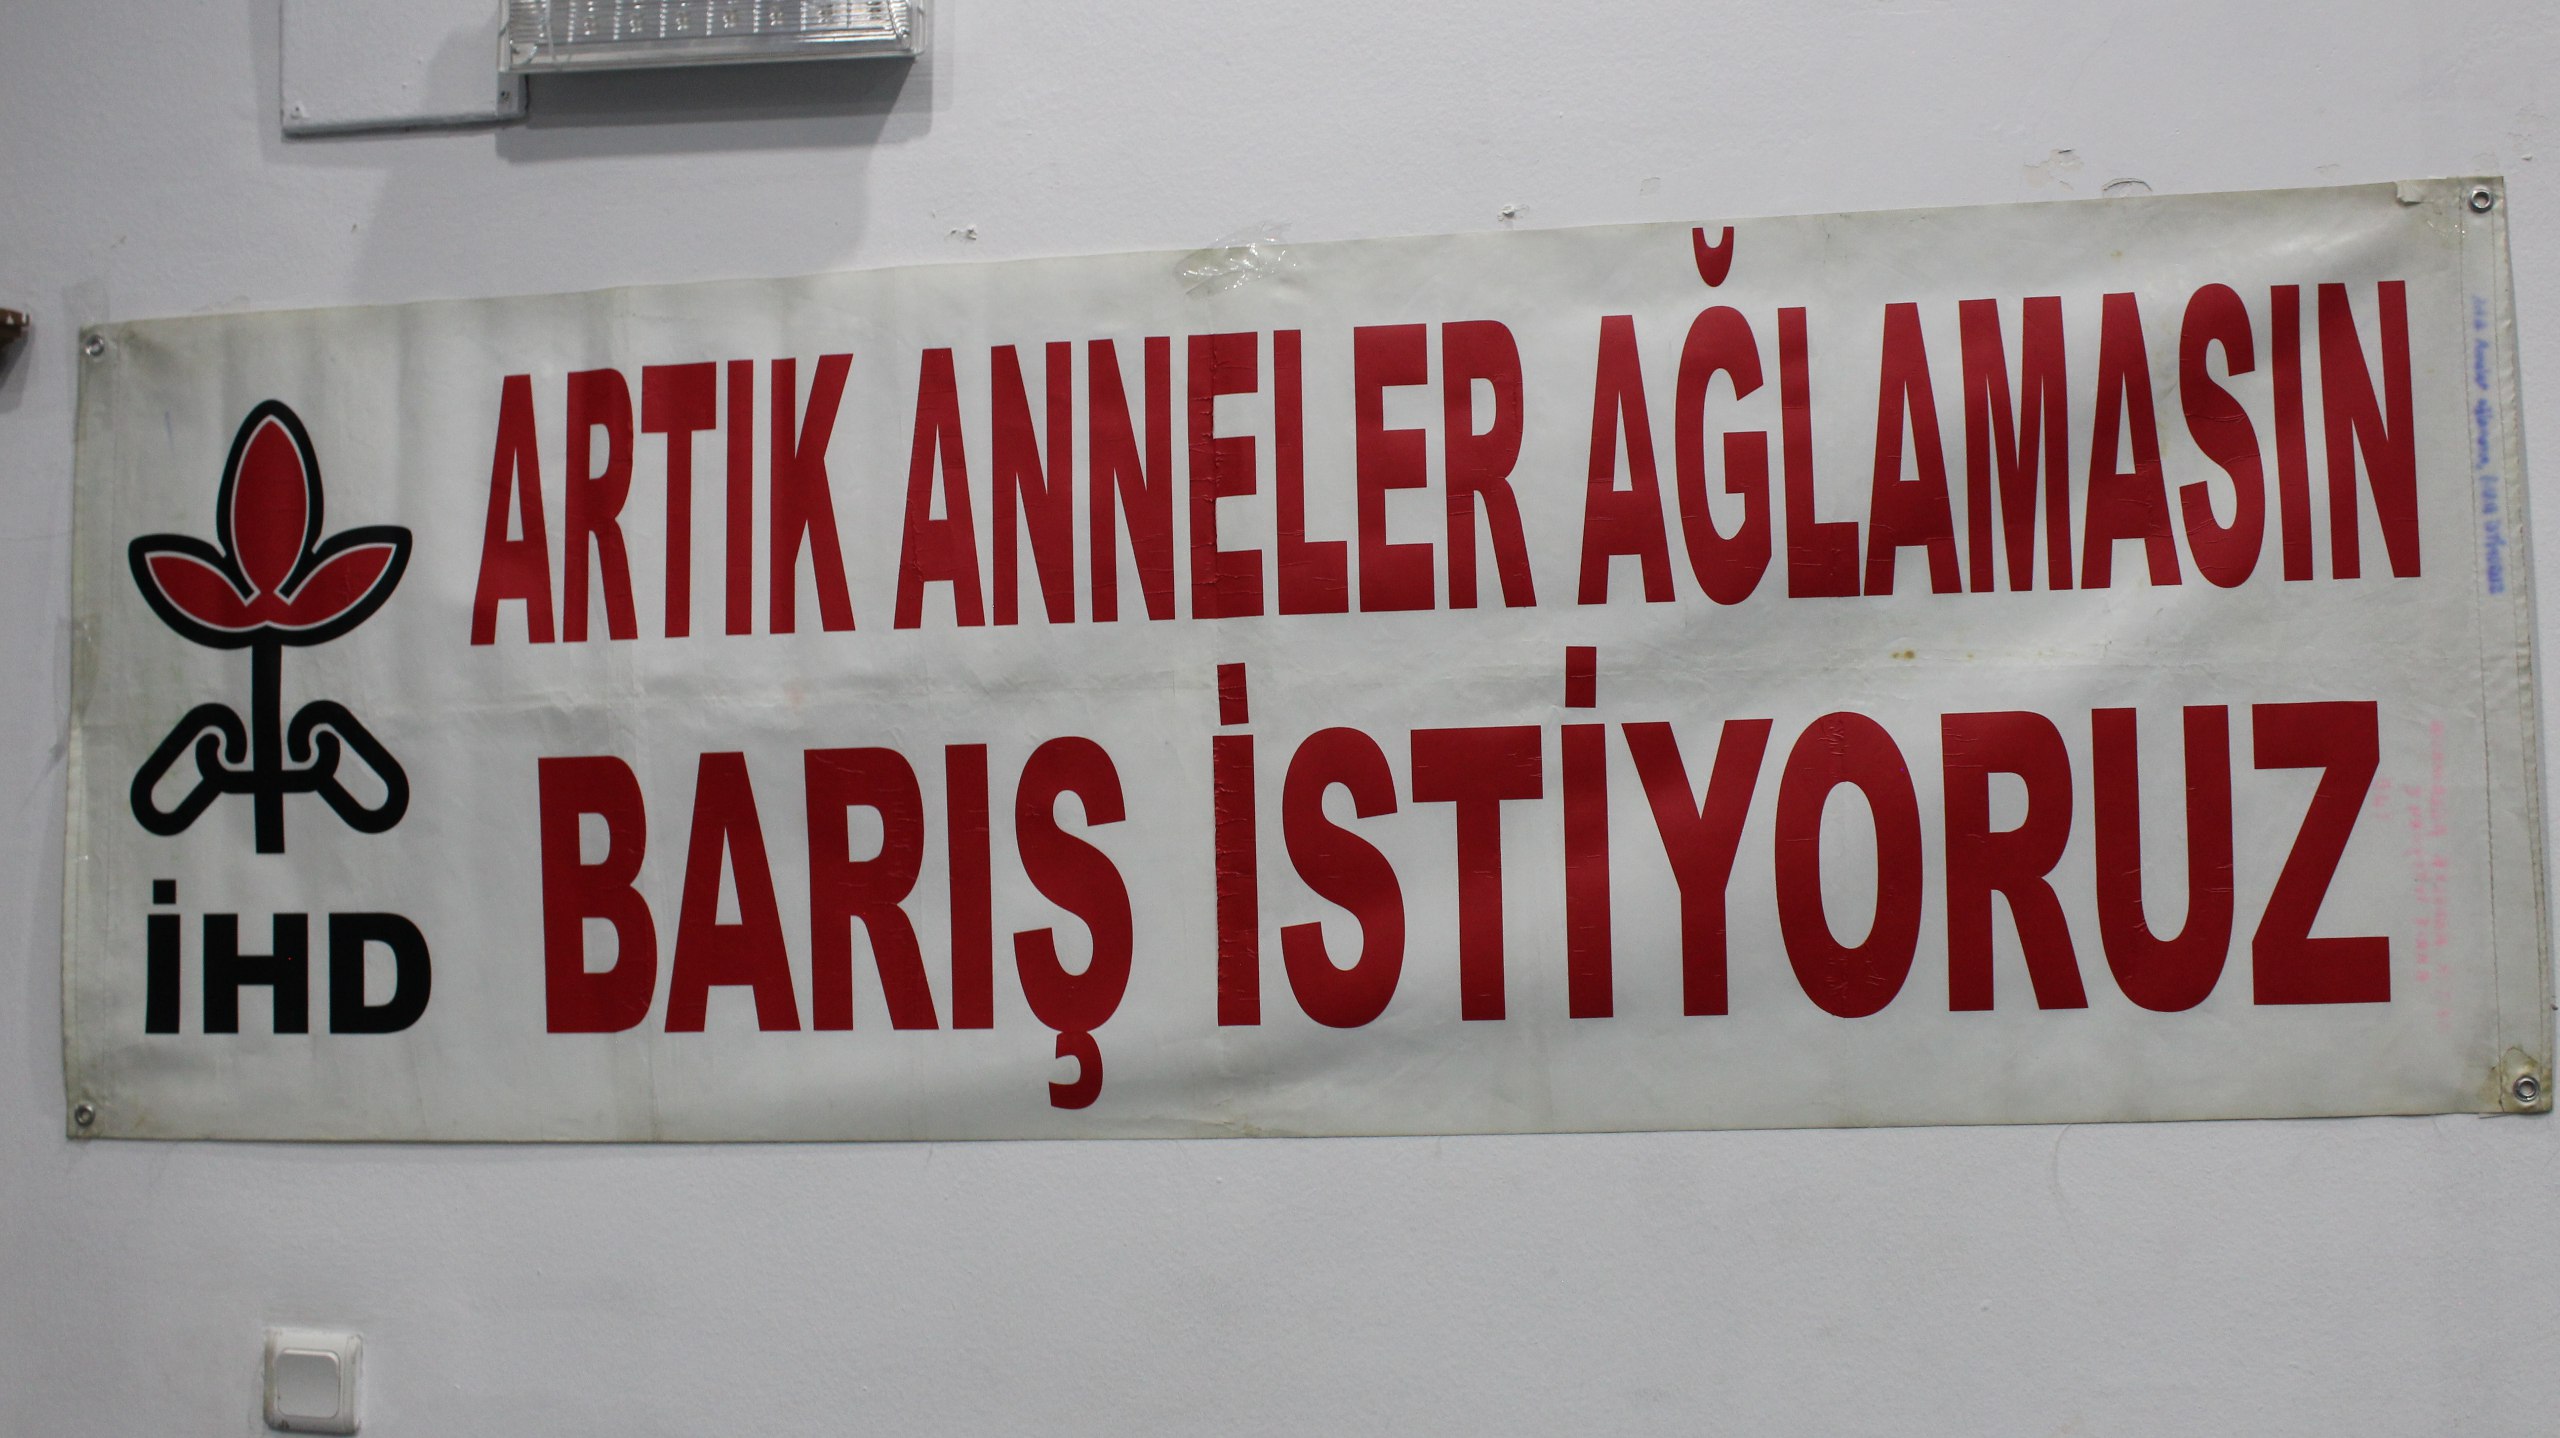 ARTIK ANNELER AĞLAMASIN
BARIŞ İSTİYORUZ
İHD